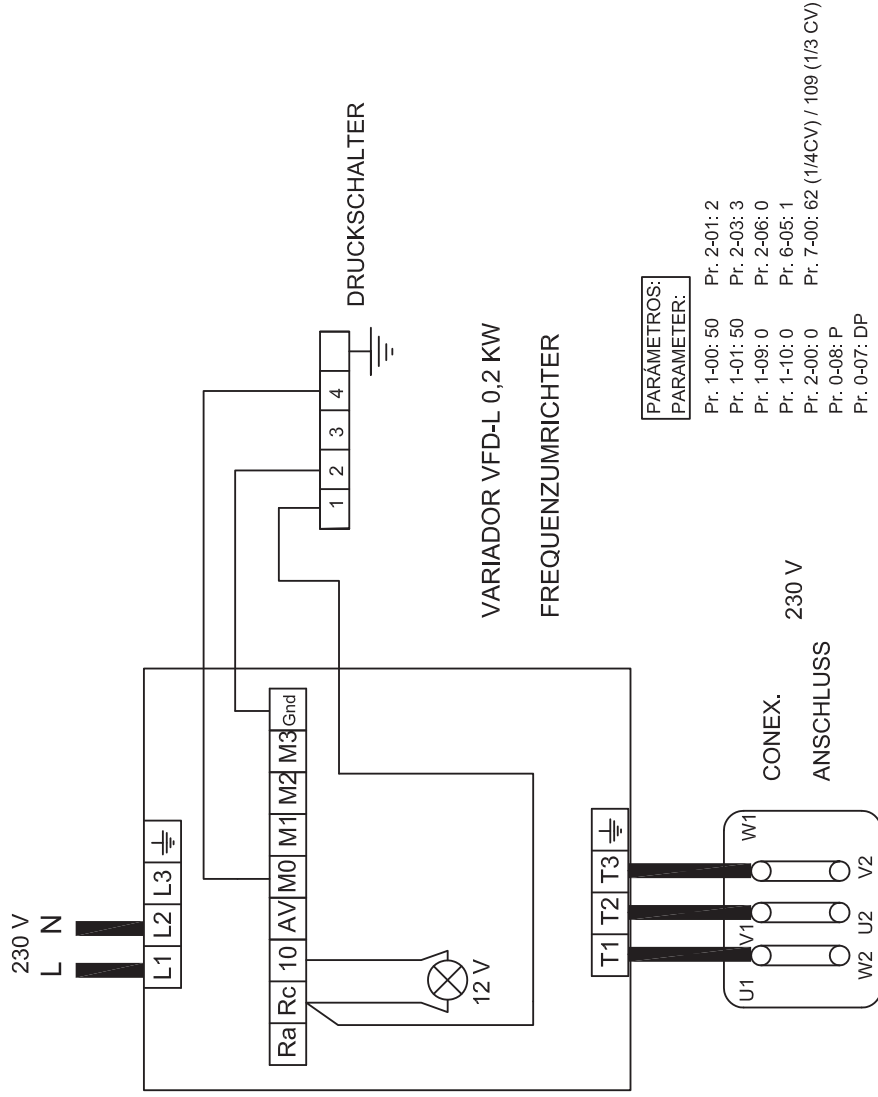 230 V
L N
L1 L2 L3
Ra Rc 10 AV M0 M1 M2 M3 Gnd
12 V
T1 T2 T3
U1 V1 W1
W2 U2 V2
1 2 3 4
DRUCKSCHALTER
VARIADOR VFD-L 0,2 KW
FREQUENZUMRICHTER
CONEX. 230 V
ANSCHLUSS
PARÁMETROS:
PARAMETER:
Pr. 1-00: 50 Pr. 2-01: 2
Pr. 1-01: 50 Pr. 2-03: 3
Pr. 1-09: 0 Pr. 2-06: 0
Pr. 1-10: 0 Pr. 6-05: 1
Pr. 2-00: 0 Pr. 7-00: 62 (1/4CV) / 109 (1/3 CV)
Pr. 0-08: P
Pr. 0-07: DP